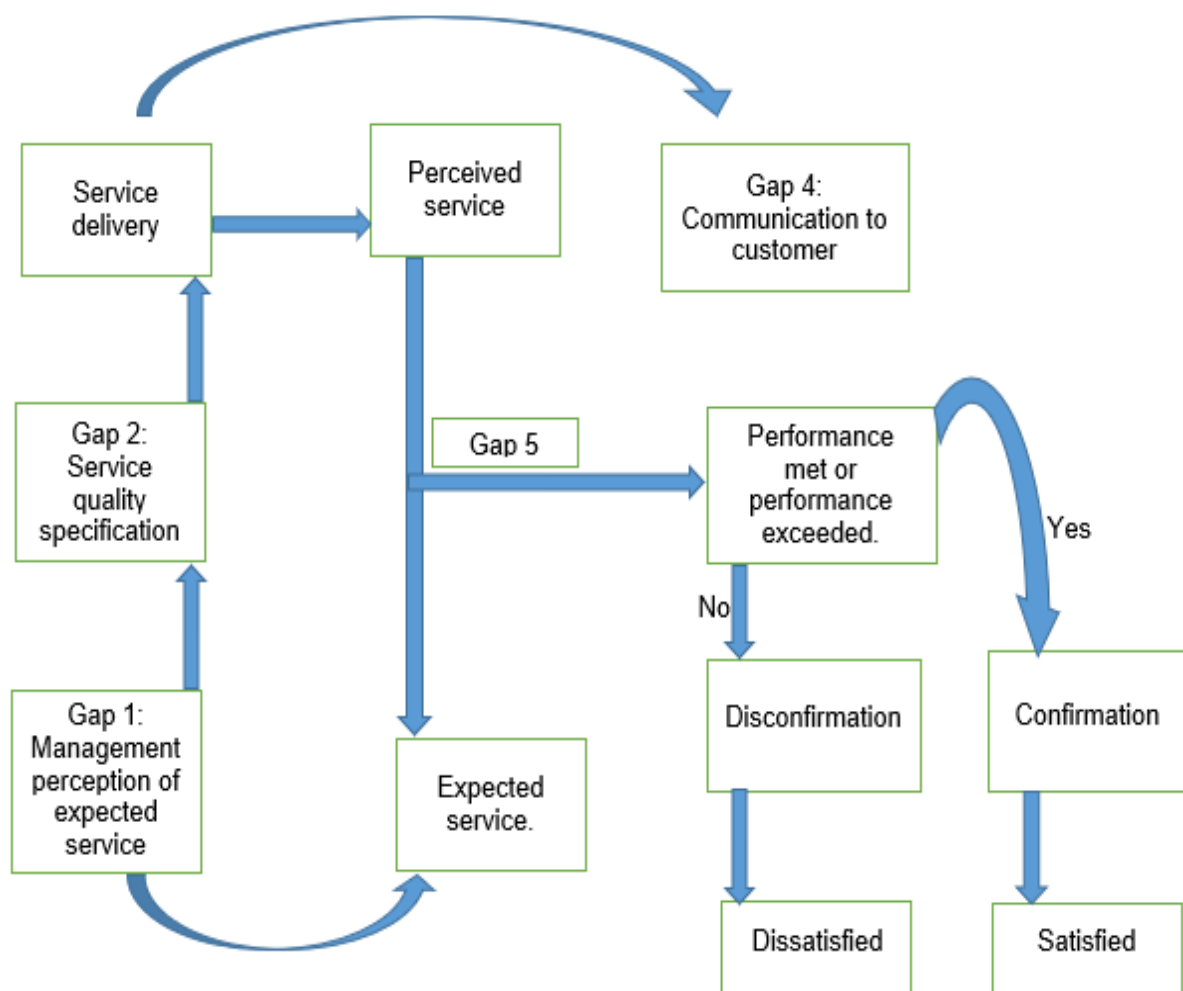 Service
delivery
Perceived
service
Gap 4:
Communication to
customer
Gap 2:
Service
quality
specification
Gap 5
Performance
met or
performance
exceeded.
Yes
No
Gap 1:
Management
perception of
expected
service
Expected
service.
Disconfirmation
Confirmation
Dissatisfied
Satisfied